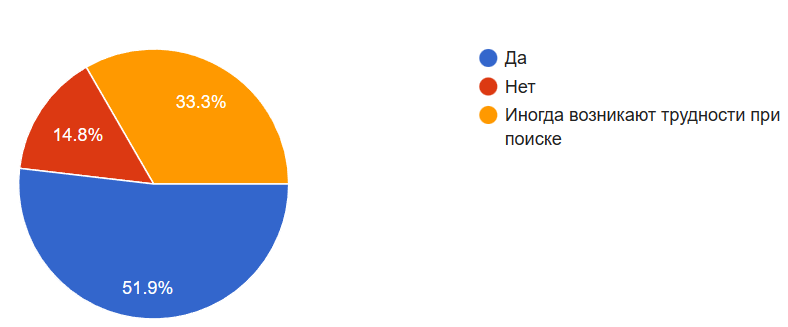 33.3%
14.8%
51.9%
Да
Нет
Иногда возникают трудности при
поиске